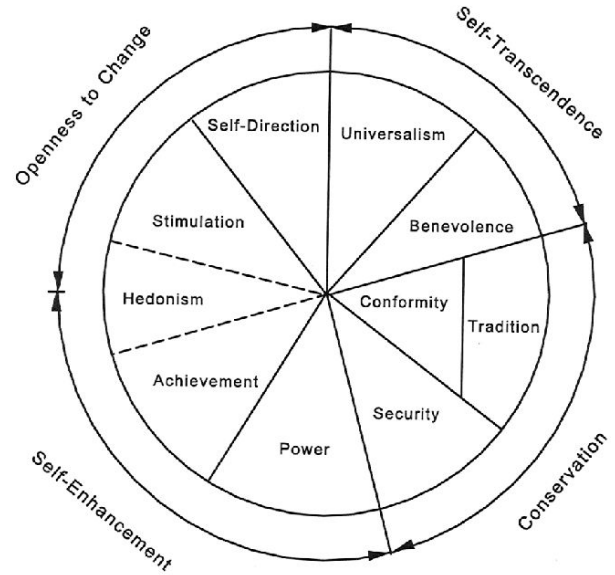 Openness to Change
Self-Transcendence
Self-Direction
Universalism
Stimulation
Benevolence
Hedonism
Conformity
Tradition
Achievement
Security
Power
Self-Enhancement
Conservation